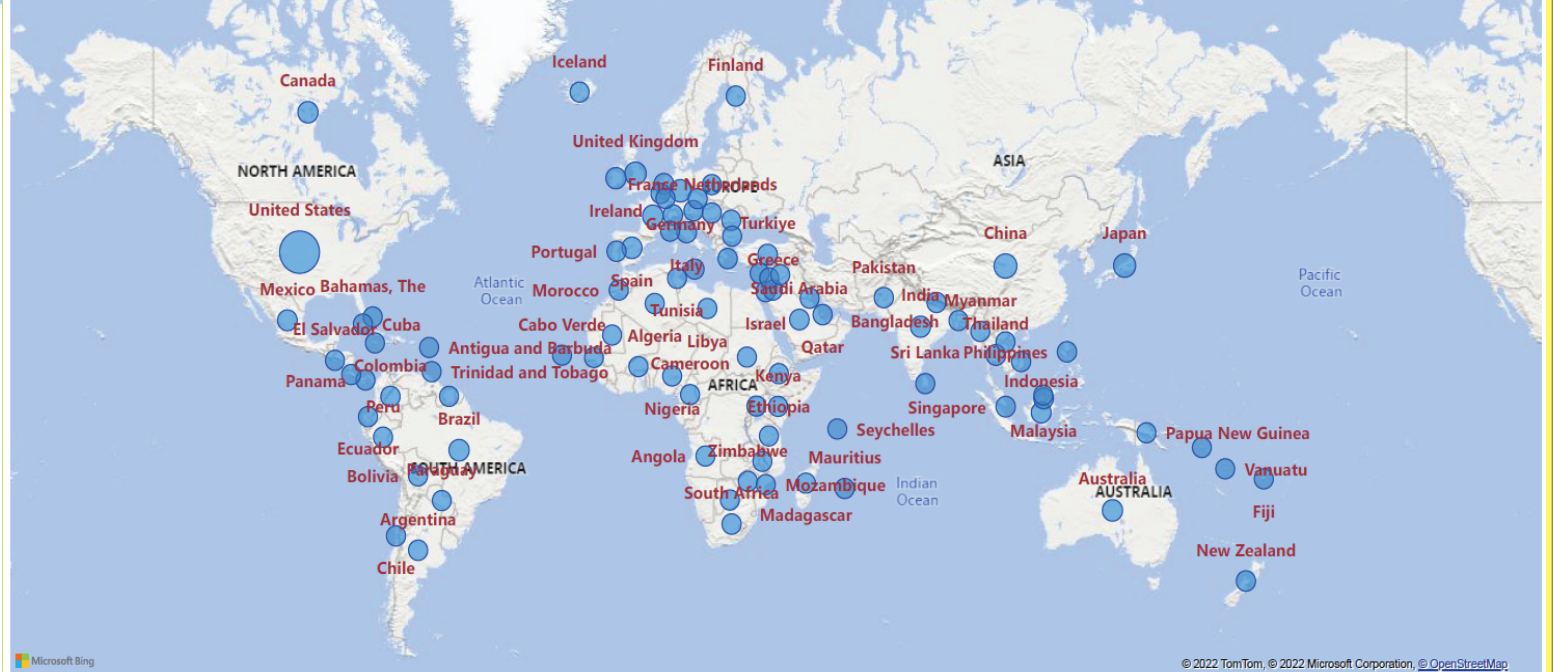 Iceland
Finland
Canada
United Kingdom
ASIA
NORTH AMERICA
France Netherlands
EUROPE
United States
Ireland
Germany
Turkiye
China
Japan
Portugal
Greece
Italy
Pakistan
Atlantic
Ocean
Pacific
Ocean
Mexico
Bahamas, The
Morocco
Spain
Saudi Arabia
India
Myanmar
Tunisia
El Salvador
Cuba
Cabo Verde
Israel
Bangladesh
Thailand
Algeria
Libya
Antigua and Barbuda
Qatar
Sri Lanka
Philippines
Colombia
Cameroon
Trinidad and Tobago
Panama
AFRICA
Kenya
Indonesia
Peru
Brazil
Nigeria
Ethiopia
Singapore
Seychelles
Malaysia
Papua New Guinea
Ecuador
Angola
Zimbabwe
Mauritius
SOUTH AMERICA
Paraguay
Bolivia
Vanuatu
Australia
AUSTRALIA
South Africa
Mozambique
Indian
Ocean
Madagascar
Argentina
Fiji
New Zealand
Chile
Microsoft Bing
© 2022 TomTom, © 2022 Microsoft Corporation, © OpenStreetMap